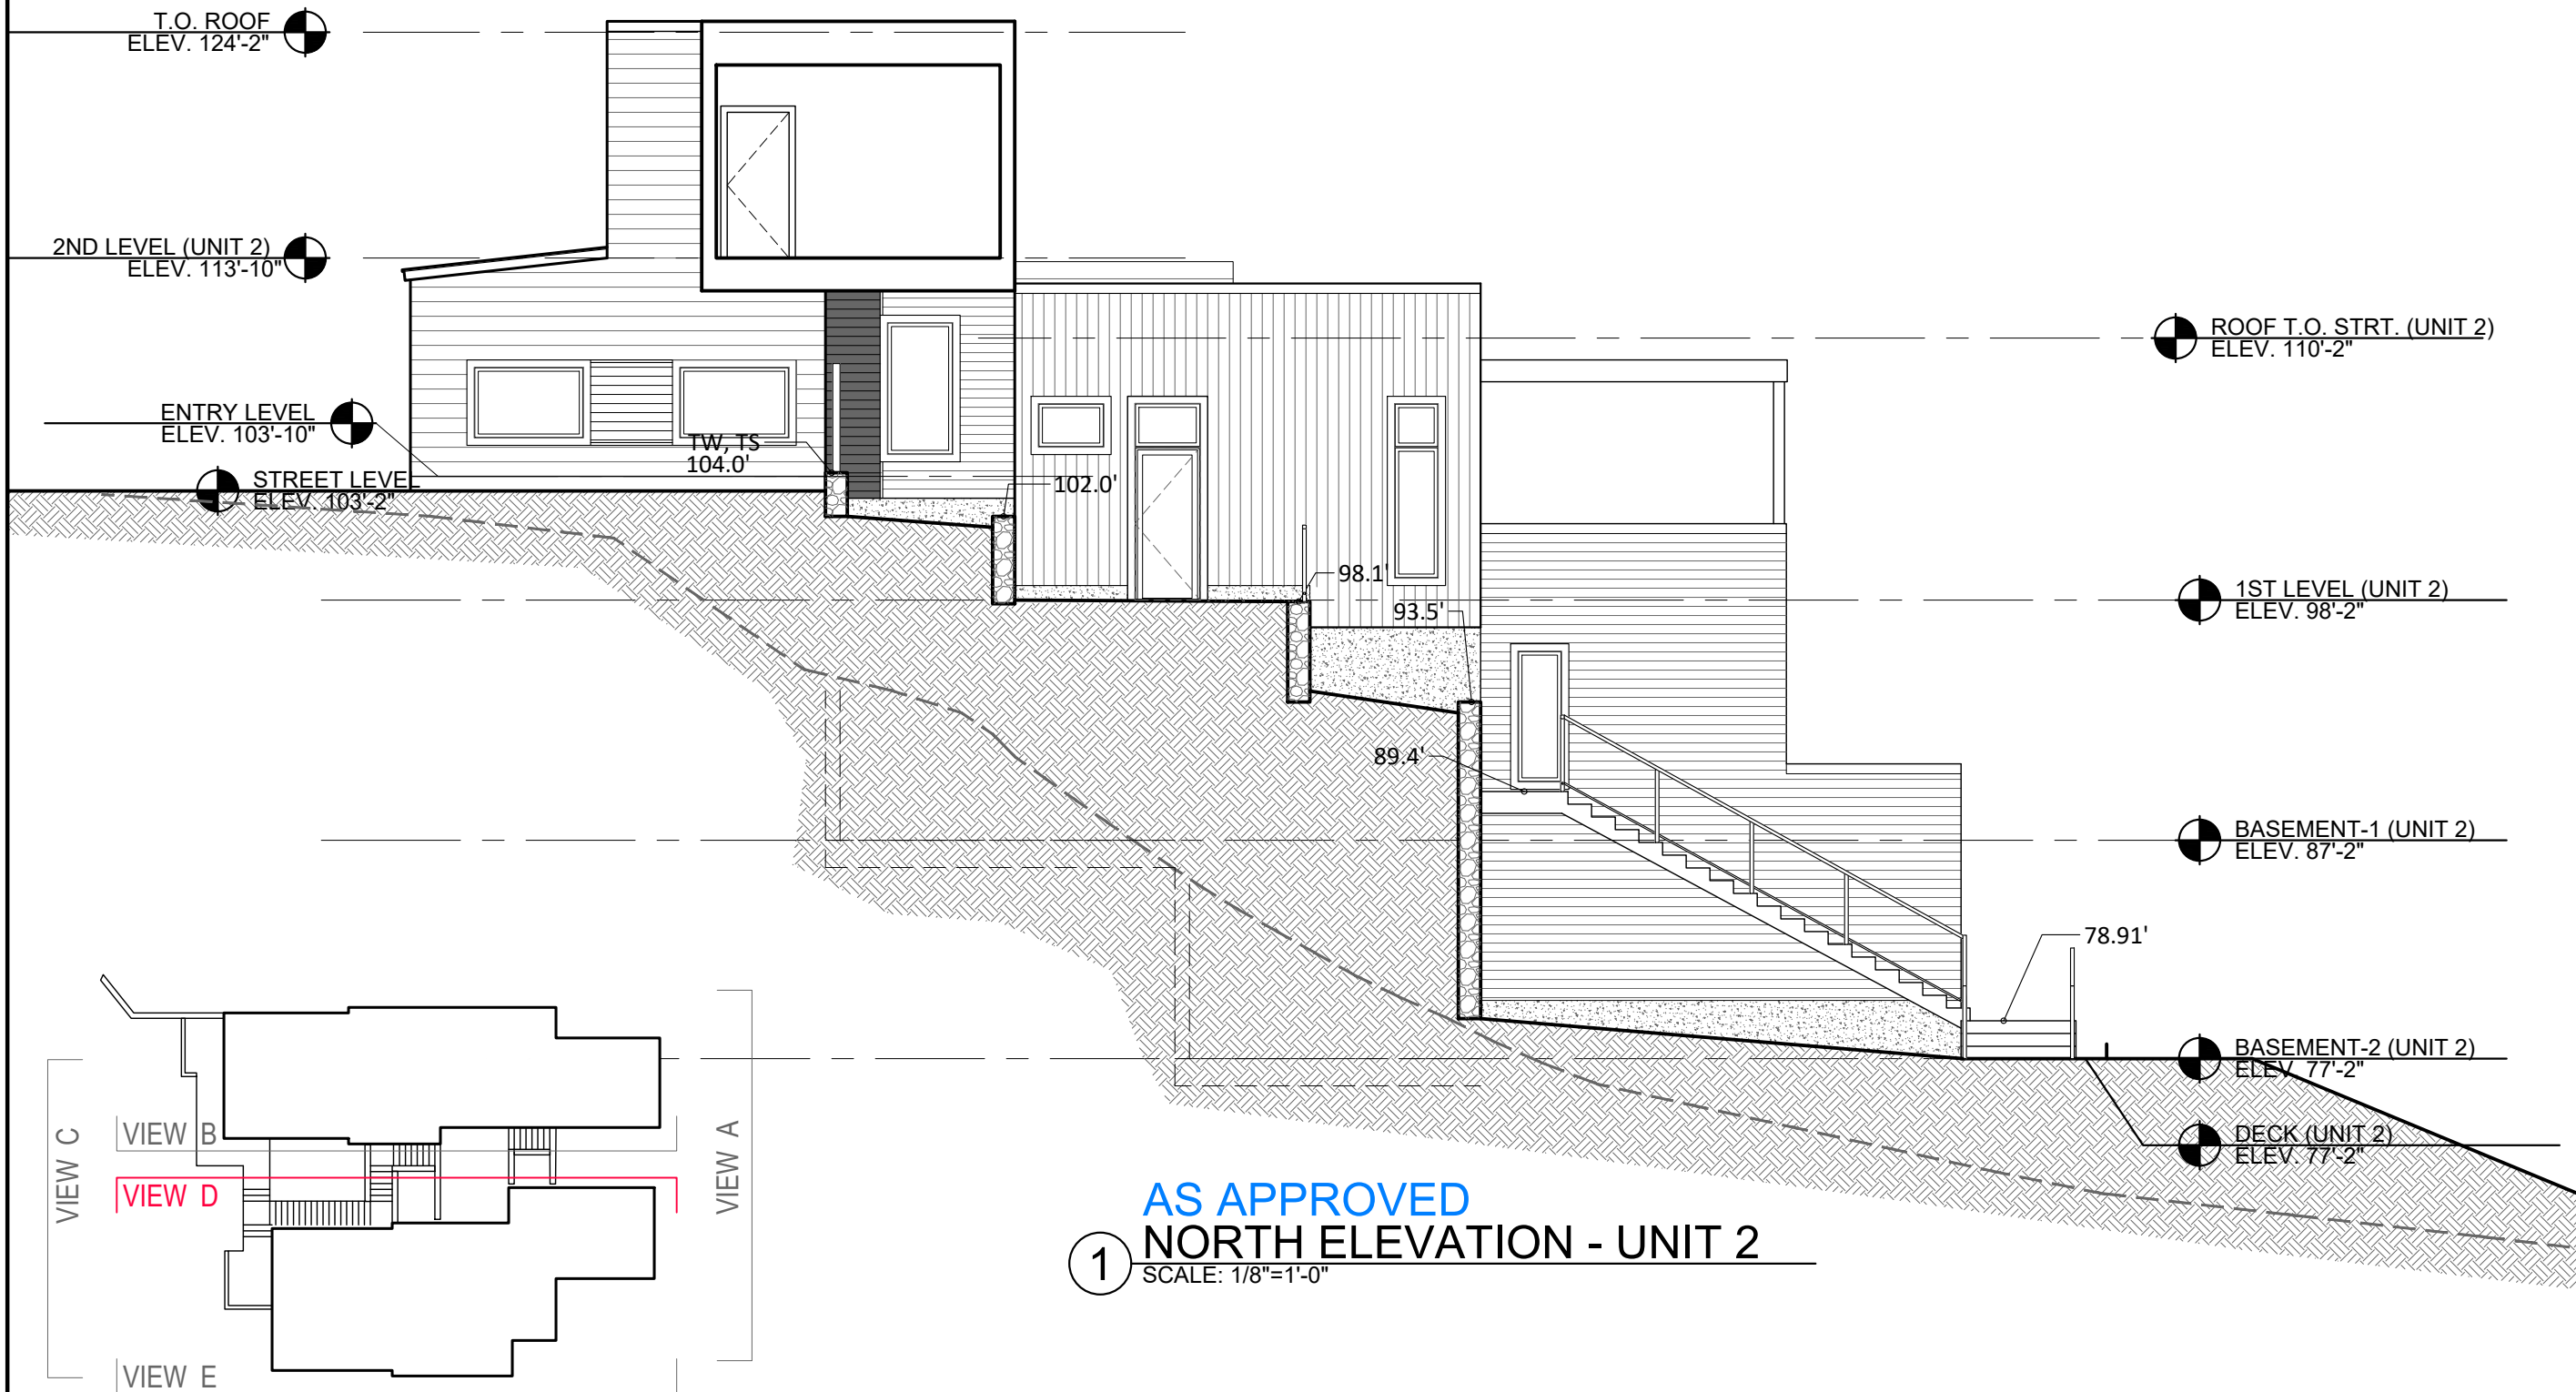 T.O. ROOF
ELEV. 124'-2"
2ND LEVEL (UNIT 2)
ELEV. 113'-10"
ROOF T.O. STRT. (UNIT 2)
ELEV. 110'-2"
ENTRY LEVEL
ELEV. 103'-10"
TW, TS
104.0'
STREET LEVEL
ELEV. 103'-2"
102.0'
98.1'
93.5'
1ST LEVEL (UNIT 2)
ELEV. 98'-2"
89.4'
BASEMENT-1 (UNIT 2)
ELEV. 87'-2"
78.91'
BASEMENT-2 (UNIT 2)
ELEV. 77'-2"
DECK (UNIT 2)
ELEV. 77'-2"
VIEW C
VIEW B
VIEW A
VIEW D
VIEW E
AS APPROVED
1
NORTH ELEVATION - UNIT 2
SCALE: 1/8"=1'-0"